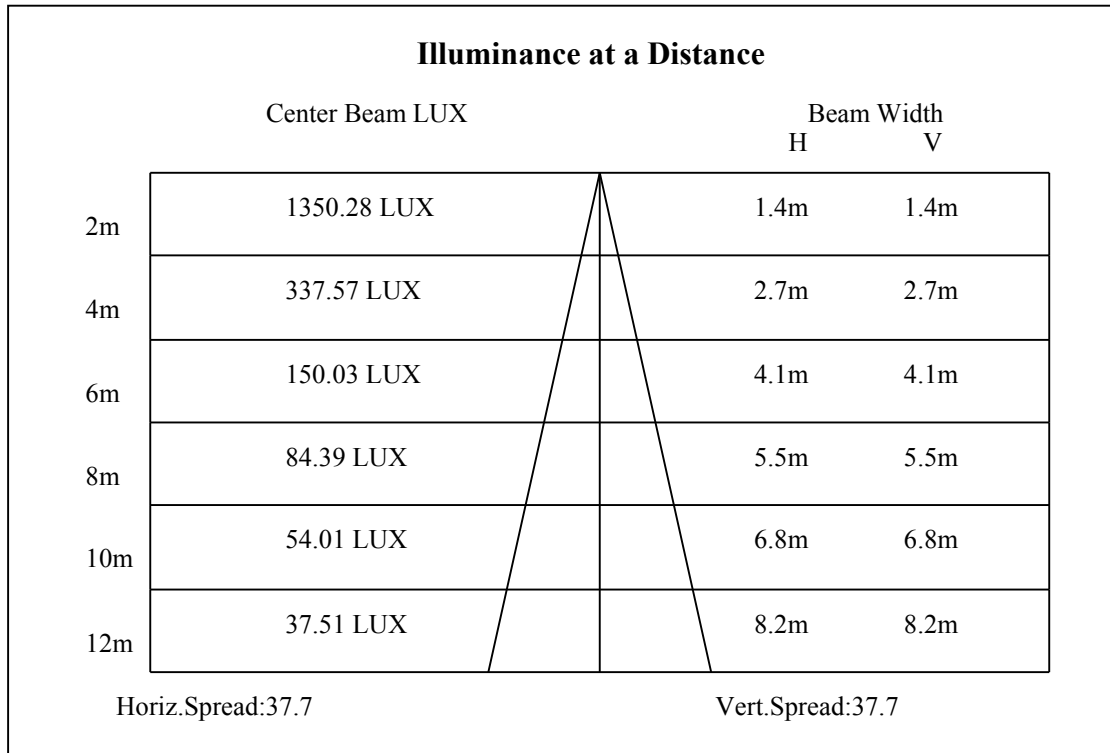 Illuminance at a Distance
Center Beam LUX Beam Width
H V
2m 1350.28 LUX 1.4m 1.4m
4m 337.57 LUX 2.7m 2.7m
6m 150.03 LUX 4.1m 4.1m
8m 84.39 LUX 5.5m 5.5m
10m 54.01 LUX 6.8m 6.8m
12m 37.51 LUX 8.2m 8.2m
Horiz.Spread:37.7 Vert.Spread:37.7